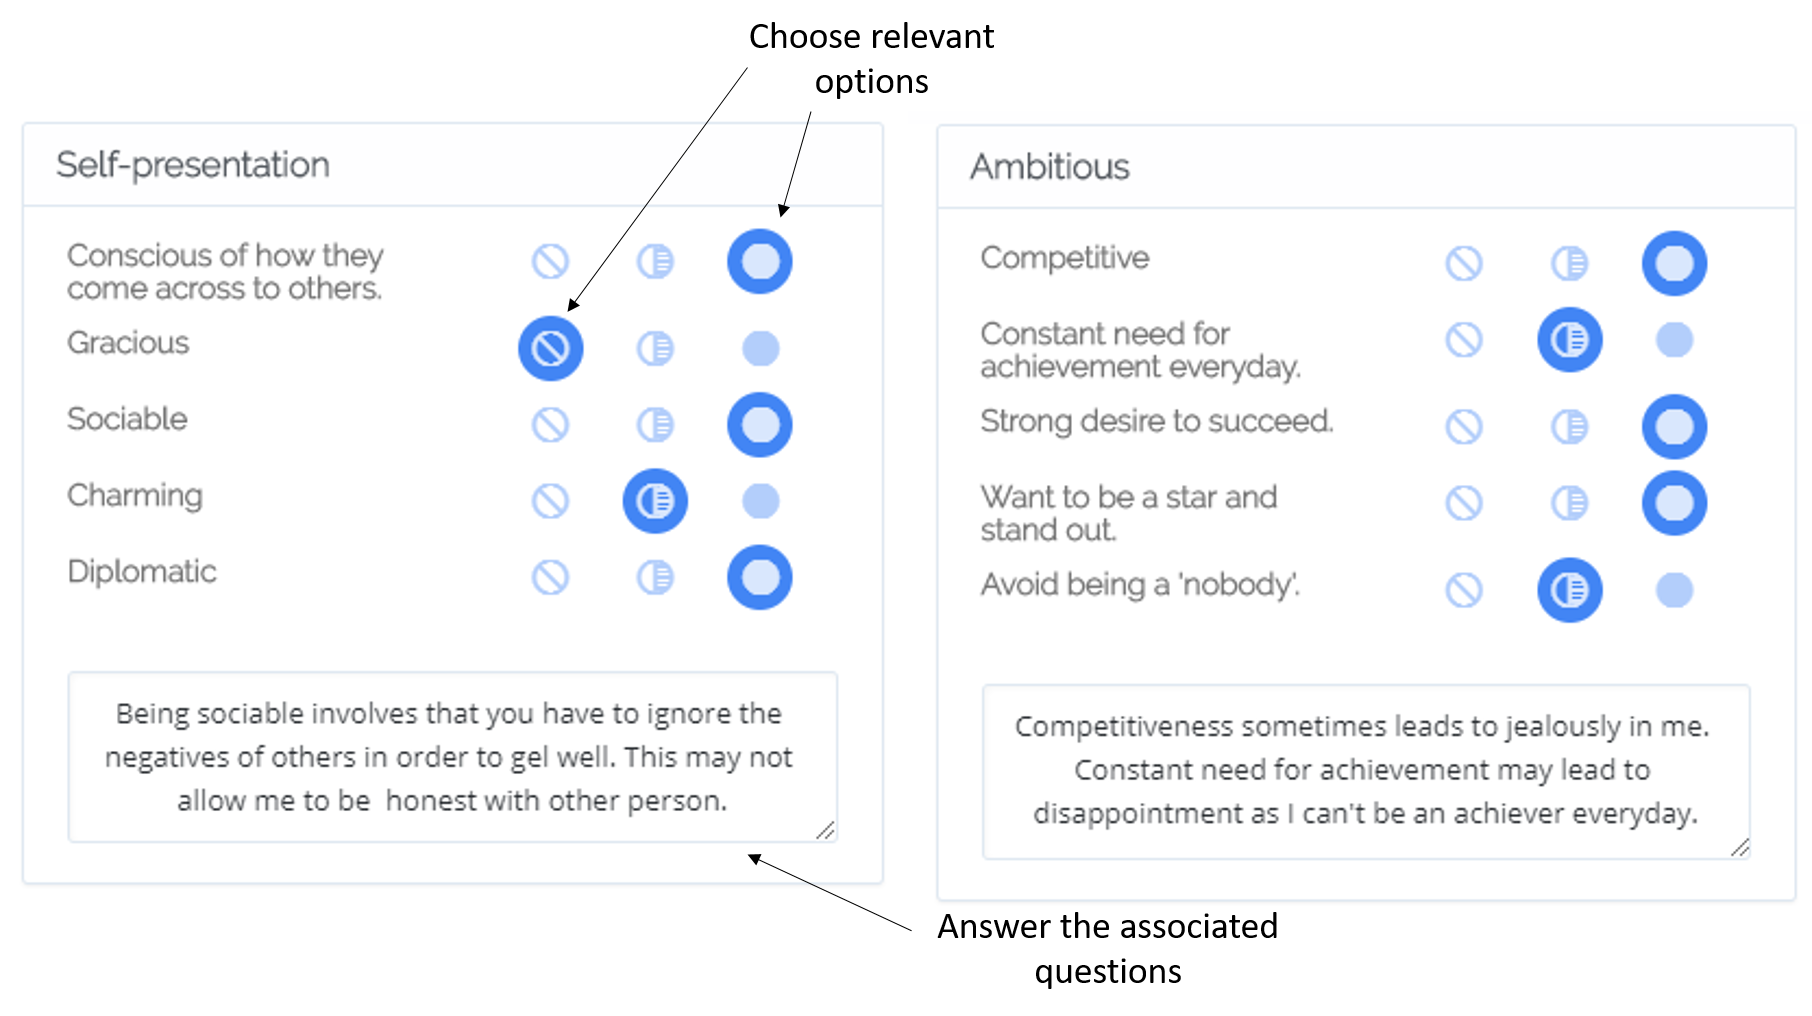 Choose relevant
options
Self-presentation
Conscious of how they
come across to others.
Gracious
Sociable
Charming
Diplomatic
Being sociable involves that you have to ignore the
negatives of others in order to gel well. This may not
allow me to be  honest with other person.
Ambitious
Competitive
Constant need for
achievement everyday.
Strong desire to succeed.
Want to be a star and
stand out.
Avoid being a 'nobody'.
Competitiveness sometimes leads to jealously in me.
Constant need for achievement may lead to
disappointment as I can't be an achiever everyday.
Answer the associated
questions